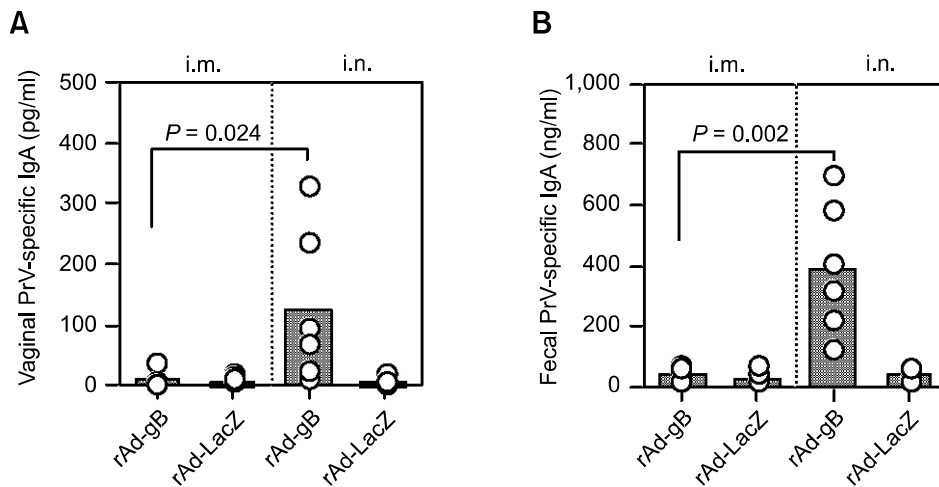 A
i.m.
i.n.
Vaginal PrV-specific IgA (pg/ml)
500
400
300
200
100
0
P = 0.024
rAd-gB
rAd-LacZ
rAd-gB
rAd-LacZ
B
i.m.
i.n.
Fecal PrV-specific IgA (ng/ml)
1,000
800
600
400
200
0
P = 0.002
rAd-gB
rAd-LacZ
rAd-gB
rAd-LacZ